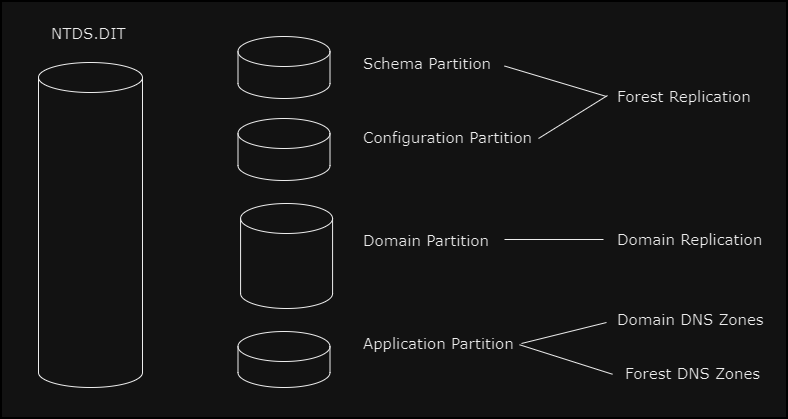 NTDS.DIT
Schema Partition
Forest Replication
Configuration Partition
Domain Partition
Domain Replication
Application Partition
Domain DNS Zones
Forest DNS Zones